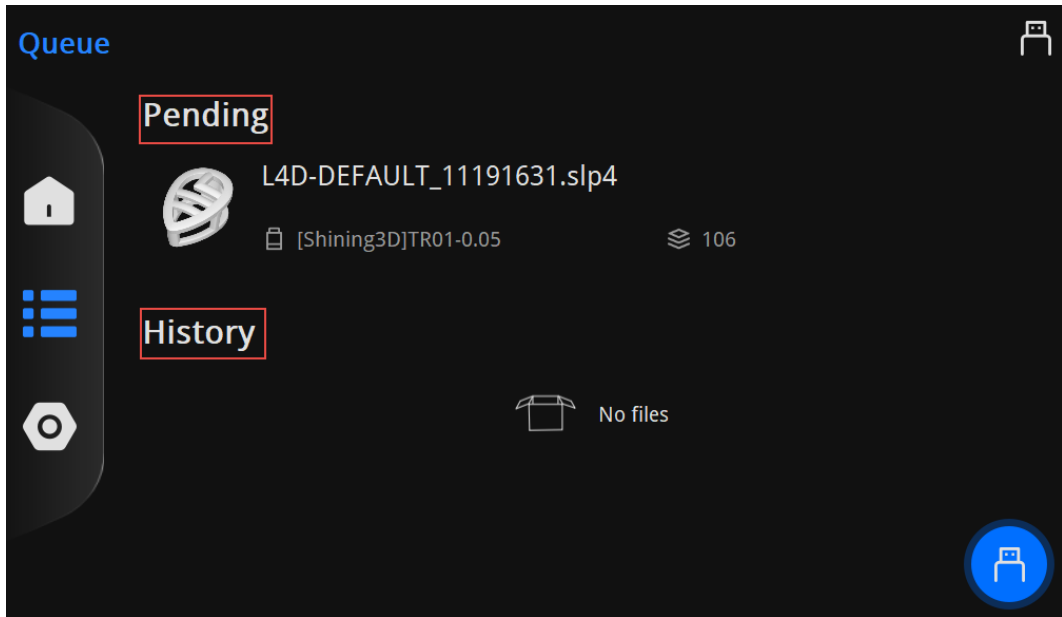 Queue
Pending
L4D-DEFAULT_11191631.slp4
[Shining3D]TR01-0.05 106
History
No files